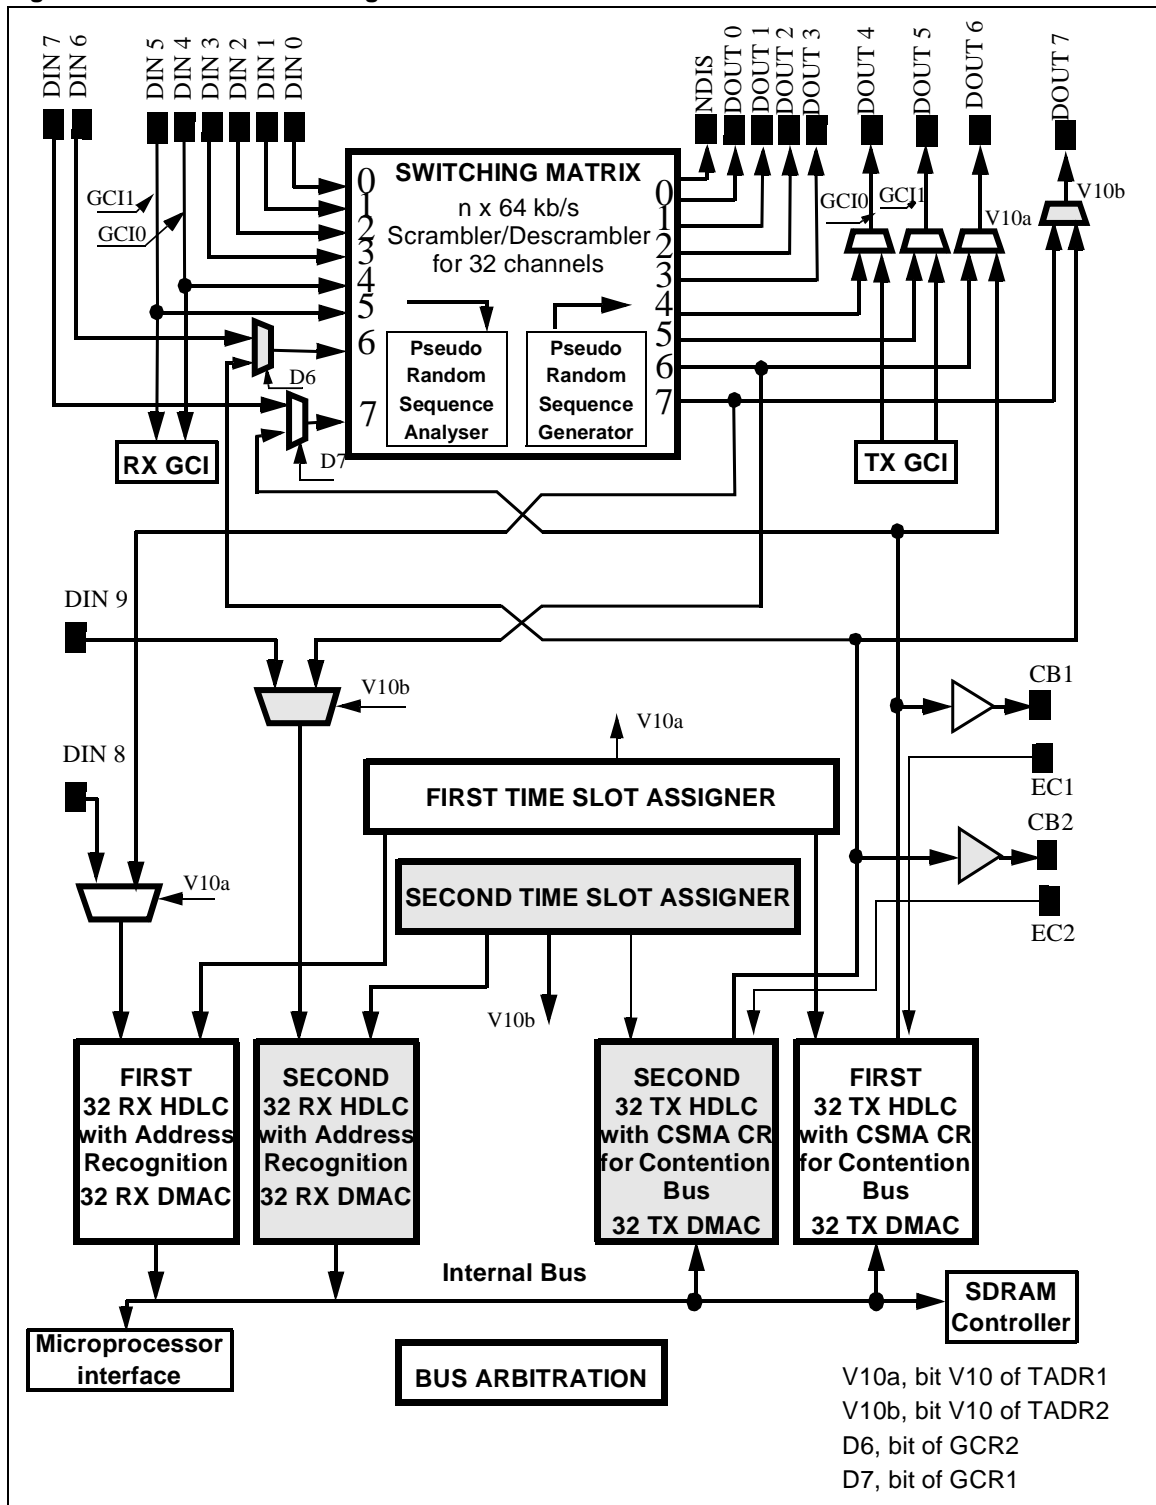 DIN 7
DIN 6
DIN 5
DIN 4
DIN 3
DIN 2
DIN 1
DIN 0
NDIS
DOUT 0
DOUT 1
DOUT 2
DOUT 3
DOUT 4
DOUT 5
DOUT 6
DOUT 7
GCI1
GCI0
SWITCHING MATRIX
n x 64 kb/s
Scrambler/Descrambler
for 32 channels
0
1
2
3
4
5
6
7
0
1
2
3
4
5
6
7
Pseudo
Random
Sequence
Analyser
Pseudo
Random
Sequence
Generator
GCI0
GCI1
V10a
V10b
D6
D7
RX GCI
TX GCI
DIN 9
V10b
DIN 8
V10a
V10a
FIRST TIME SLOT ASSIGNER
SECOND TIME SLOT ASSIGNER
V10b
CB1
EC1
CB2
EC2
FIRST
32 RX HDLC
with Address
Recognition
32 RX DMAC
SECOND
32 RX HDLC
with Address
Recognition
32 RX DMAC
SECOND
32 TX HDLC
with CSMA CR
for Contention
Bus
32 TX DMAC
FIRST
32 TX HDLC
with CSMA CR
for Contention
Bus
32 TX DMAC
Internal Bus
SDRAM
Controller
Microprocessor
interface
BUS ARBITRATION
V10a, bit V10 of TADR1
V10b, bit V10 of TADR2
D6, bit of GCR2
D7, bit of GCR1